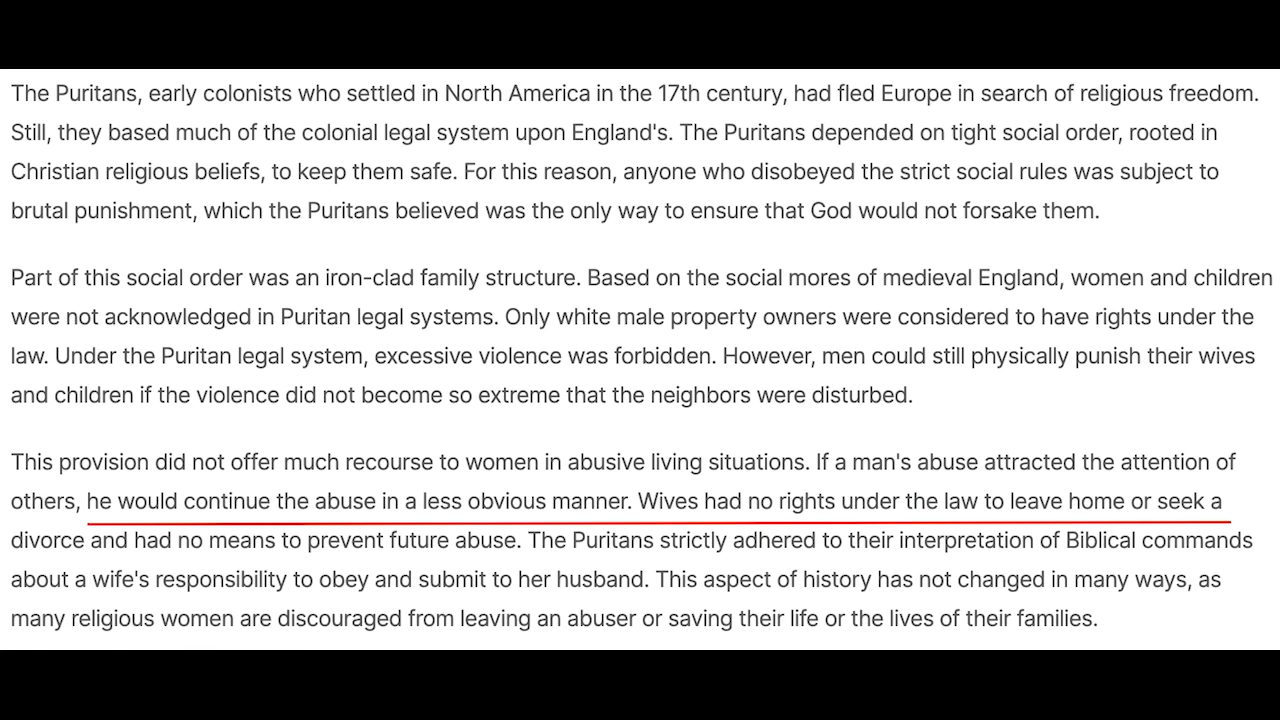 The Puritans, early colonists who settled in North America in the 17th century, had fled Europe in search of religious freedom.
Still, they based much of the colonial legal system upon England's. The Puritans depended on tight social order, rooted in
Christian religious beliefs, to keep them safe. For this reason, anyone who disobeyed the strict social rules was subject to
brutal punishment, which the Puritans believed was the only way to ensure that God would not forsake them.
Part of this social order was an iron-clad family structure. Based on the social mores of medieval England, women and children
were not acknowledged in Puritan legal systems. Only white male property owners were considered to have rights under the
law. Under the Puritan legal system, excessive violence was forbidden. However, men could still physically punish their wives
and children if the violence did not become so extreme that the neighbors were disturbed.
This provision did not offer much recourse to women in abusive living situations. If a man's abuse attracted the attention of
others, he would continue the abuse in a less obvious manner. Wives had no rights under the law to leave home or seek a
divorce and had no means to prevent future abuse. The Puritans strictly adhered to their interpretation of Biblical commands
about a wife's responsibility to obey and submit to her husband. This aspect of history has not changed in many ways, as
many religious women are discouraged from leaving an abuser or saving their life or the lives of their families.